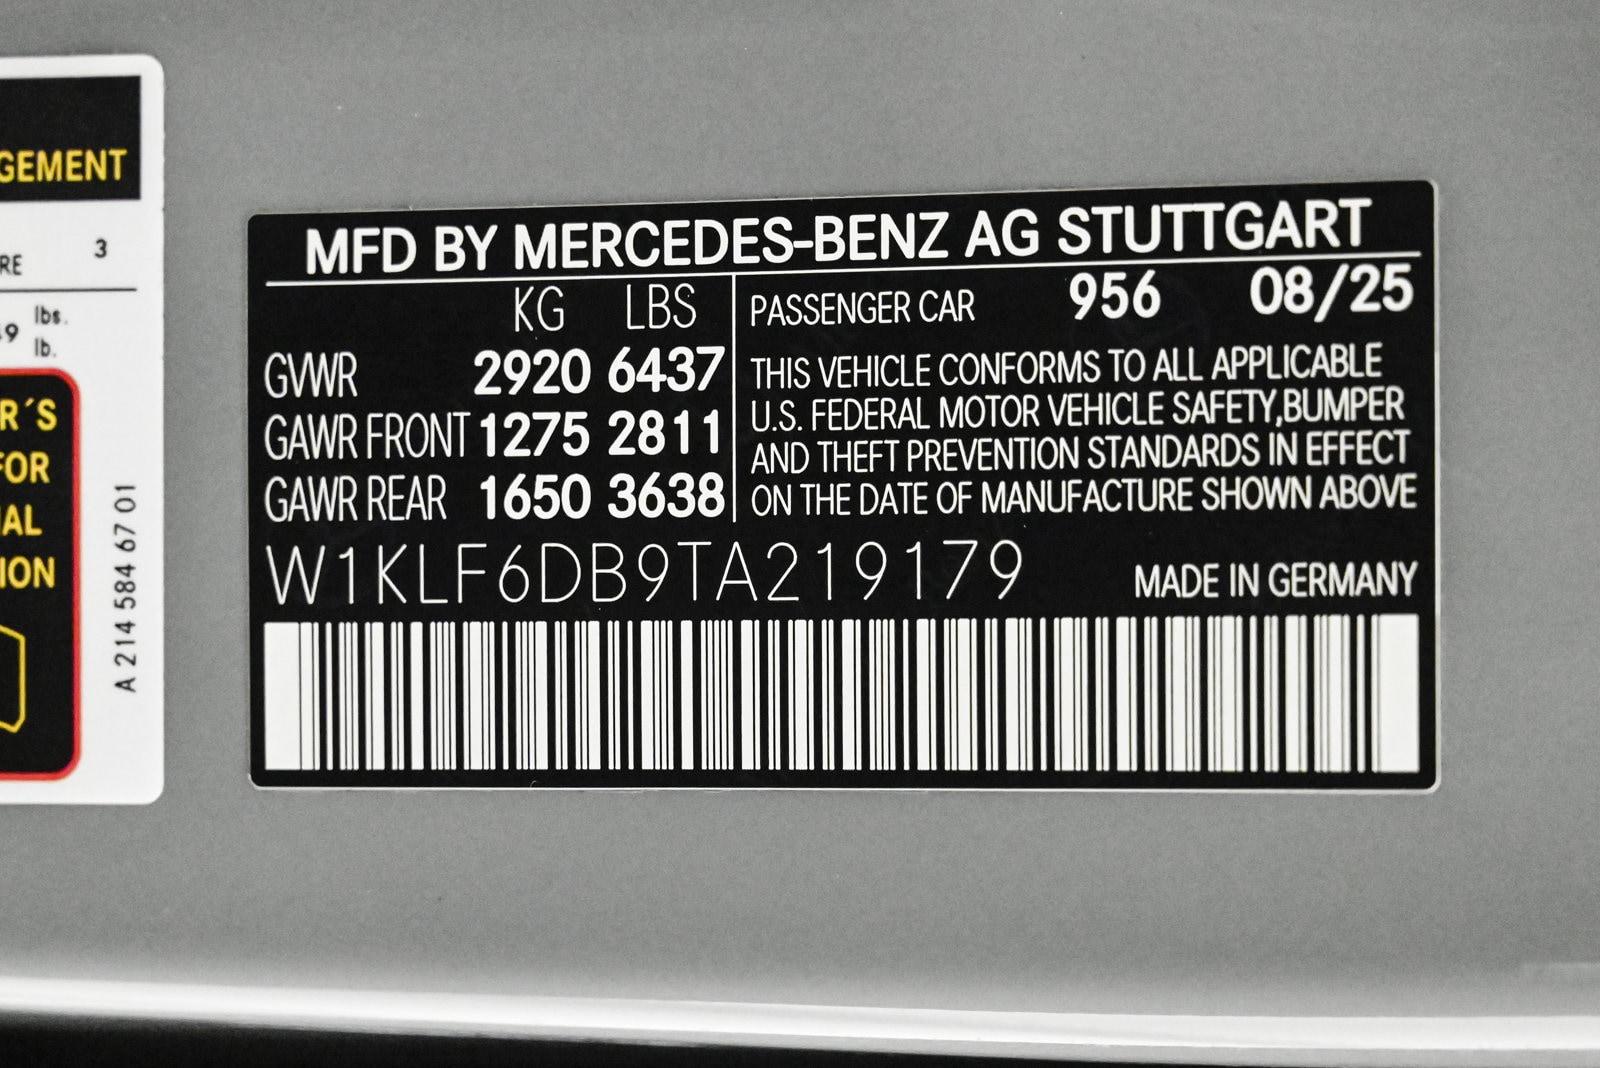 GEMENT
RE 3
9 lbs.
lb.
R´S
FOR
IAL
ION
A 214 584 67 01
MFD BY MERCEDES-BENZ AG STUTTGART
KG LBS
GVWR 2920 6437
GAWR FRONT 1275 2811
GAWR REAR 1650 3638
PASSENGER CAR 956 08/25
THIS VEHICLE CONFORMS TO ALL APPLICABLE
U.S. FEDERAL MOTOR VEHICLE SAFETY,BUMPER
AND THEFT PREVENTION STANDARDS IN EFFECT
ON THE DATE OF MANUFACTURE SHOWN ABOVE
W1KLF6DB9TA219179
MADE IN GERMANY